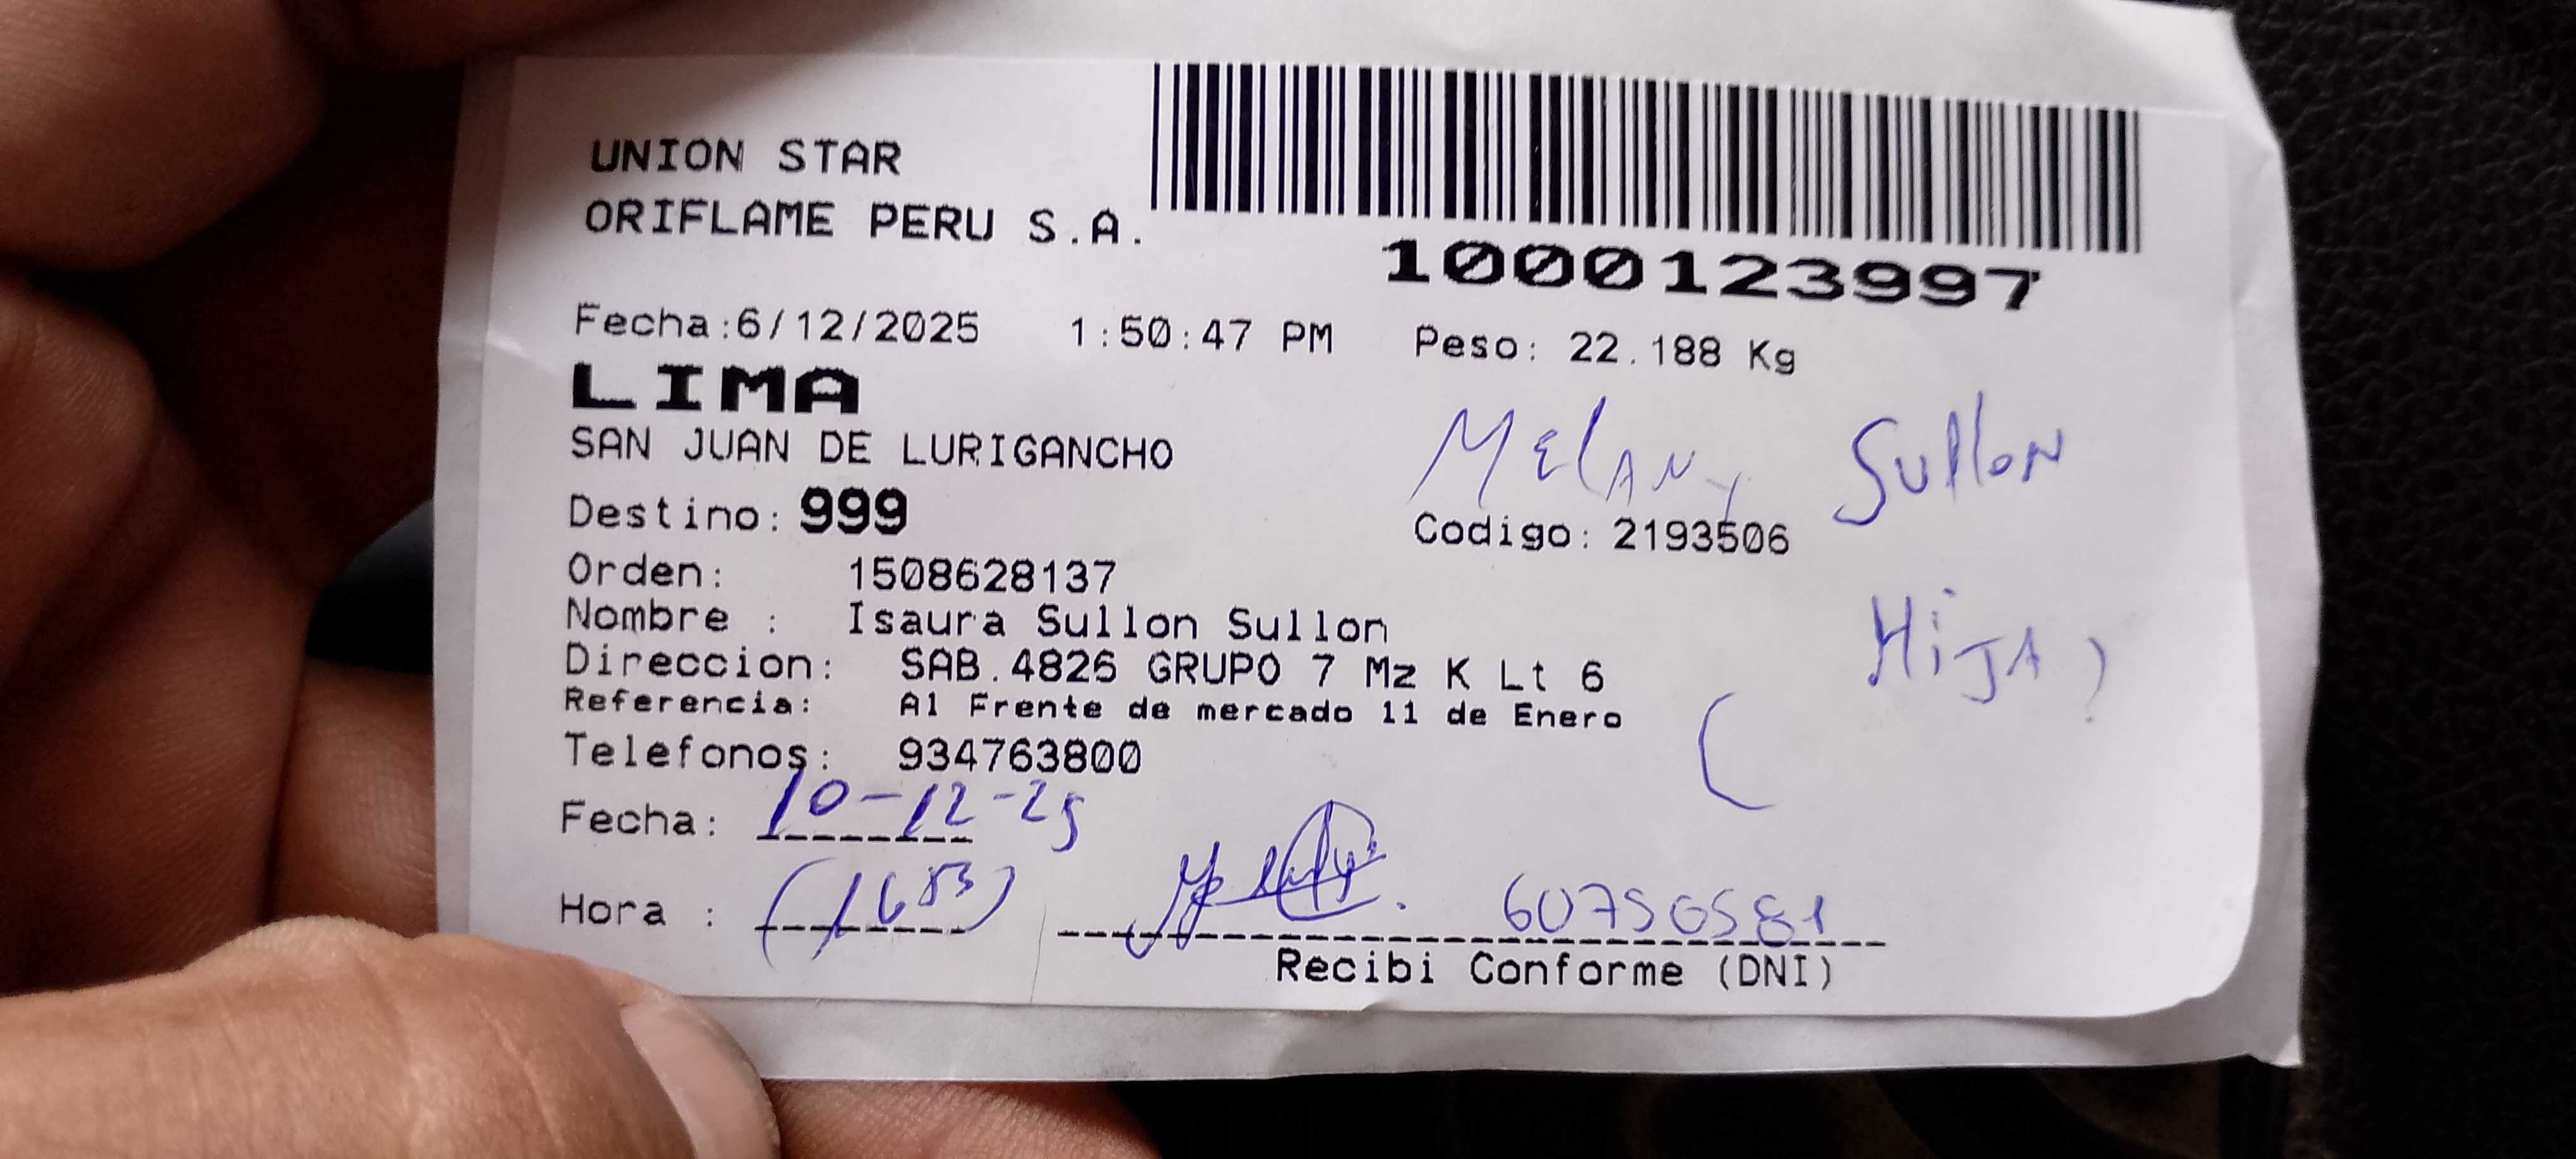 UNION STAR
ORIFLAME PERU S.A.
1000123997
Fecha:6/12/2025 1:50:47 PM Peso: 22.188 Kg
LIMA
SAN JUAN DE LURIGANCHO
Melany Sullon
Destino: 999
Codigo: 2193506
Orden: 1508628137
Nombre : Isaura Sullon Sullon
Hija
Direccion: SAB.4826 GRUPO 7 Mz K Lt 6
Referencia: Al Frente de mercado 11 de Enero
Telefonos: 934763800
Fecha: 10-12-25
Hora : (1653)
Recibi Conforme (DNI)